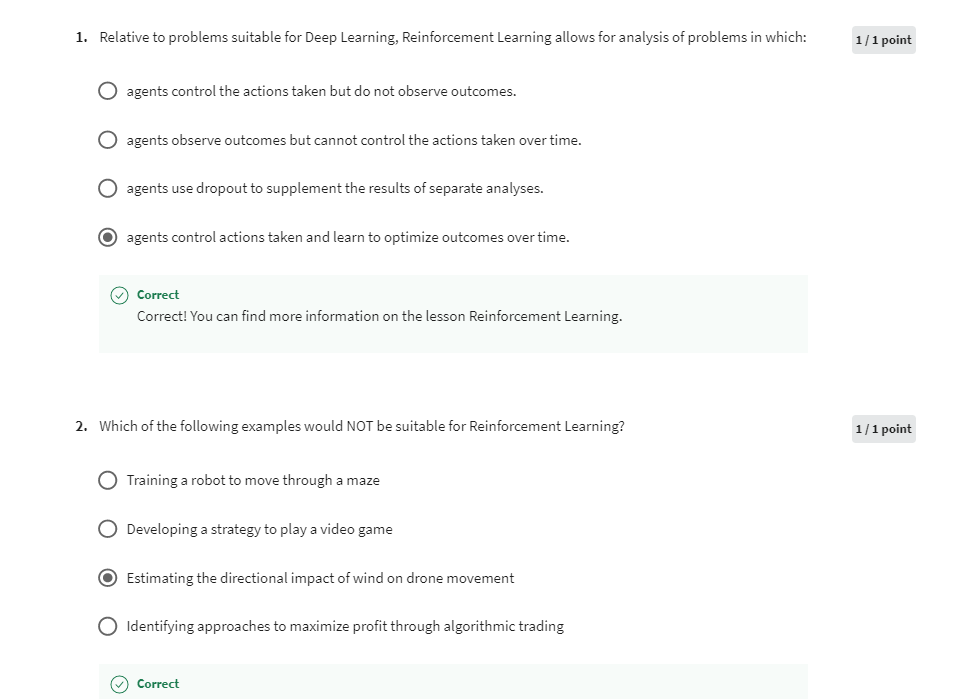 1. Relative to problems suitable for Deep Learning, Reinforcement Learning allows for analysis of problems in which: 1 / 1 point
agents control the actions taken but do not observe outcomes.
agents observe outcomes but cannot control the actions taken over time.
agents use dropout to supplement the results of separate analyses.
agents control actions taken and learn to optimize outcomes over time.
Correct
Correct! You can find more information on the lesson Reinforcement Learning.
2. Which of the following examples would NOT be suitable for Reinforcement Learning? 1 / 1 point
Training a robot to move through a maze
Developing a strategy to play a video game
Estimating the directional impact of wind on drone movement
Identifying approaches to maximize profit through algorithmic trading
Correct